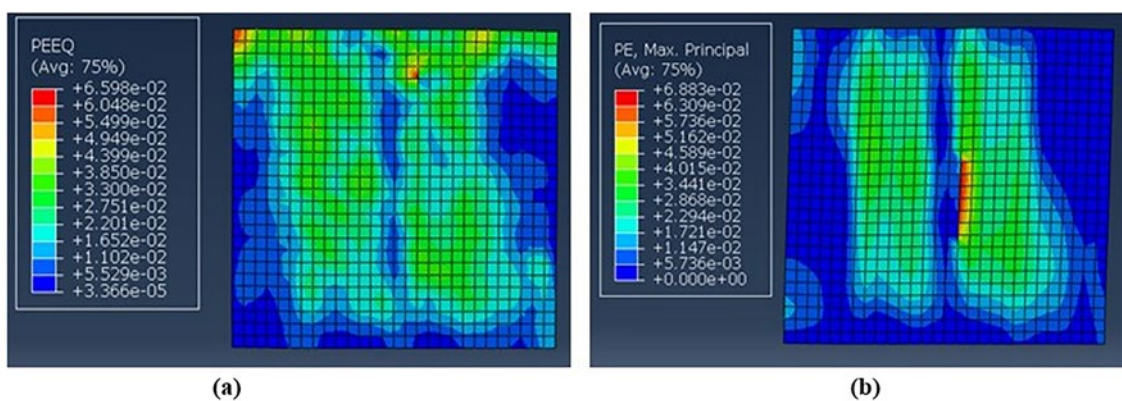 PEEQ
(Avg: 75%)
+6.598e-02
+6.048e-02
+5.499e-02
+4.949e-02
+4.399e-02
+3.850e-02
+3.300e-02
+2.751e-02
+2.201e-02
+1.652e-02
+1.102e-02
+5.529e-03
+3.366e-05
(a)
PE, Max. Principal
(Avg: 75%)
+6.883e-02
+6.309e-02
+5.736e-02
+5.162e-02
+4.589e-02
+4.015e-02
+3.441e-02
+2.868e-02
+2.294e-02
+1.721e-02
+1.147e-02
+5.736e-03
+0.000e+00
(b)